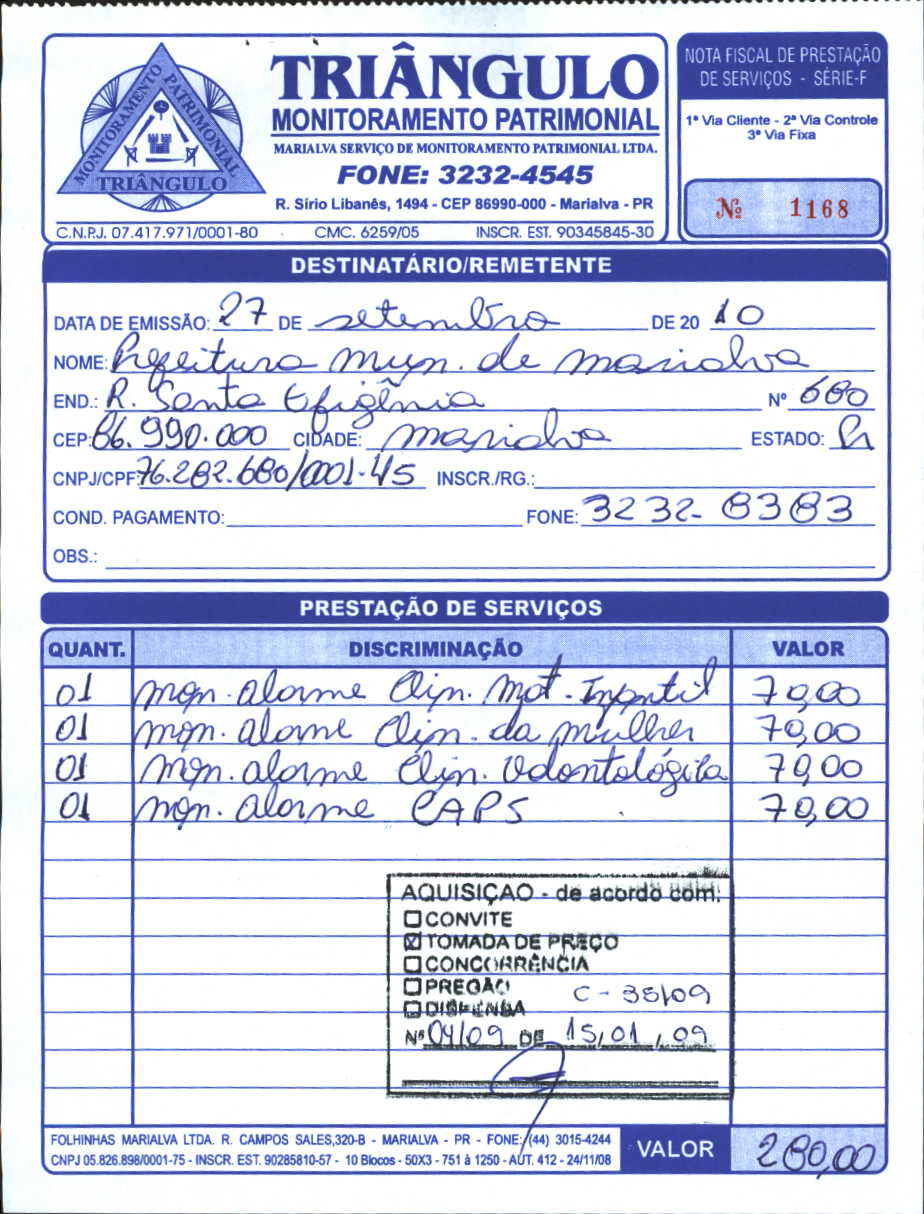 MONITORAMENTO PATRIMONIAL
TRIÂNGULO
TRIÂNGULO
MONITORAMENTO PATRIMONIAL
MARIALVA SERVIÇO DE MONITORAMENTO PATRIMONIAL LTDA.
FONE: 3232-4545
R. Sírio Libanês, 1494 - CEP 86990-000 - Marialva - PR
C.N.P.J. 07.417.971/0001-80 CMC. 6259/05 INSCR. EST. 90345845-30
NOTA FISCAL DE PRESTAÇÃO
DE SERVIÇOS - SÉRIE-F
1ª Via Cliente - 2ª Via Controle
3ª Via Fixa
Nº 1168
DESTINATÁRIO/REMETENTE
DATA DE EMISSÃO: 27 DE setembro DE 20 10
NOME: Prefeitura Mun. de Marialva
END.: R. Santa Efigênia Nº 680
CEP: 86.990.000 CIDADE: Marialva ESTADO: Pr
CNPJ/CPF: 76.282.680/0001-45 INSCR./RG.:
COND. PAGAMENTO: FONE: 3232-8383
OBS.:
PRESTAÇÃO DE SERVIÇOS
QUANT. DISCRIMINAÇÃO VALOR
01 Mon. alarme Clin. Mat. Infantil 70,00
01 Mon. alarme Clin. da mulher 70,00
01 Mon. alarme Clin. Odontológica 70,00
01 Mon. alarme CAPS 70,00
AQUISIÇÃO - de acordo com:
CONVITE
TOMADA DE PREÇO
CONCORRÊNCIA
PREGÃO C - 38/09
DISPENSA
Nº 04/09 DE 15/01/09
FOLHINHAS MARIALVA LTDA. R. CAMPOS SALES,320-B - MARIALVA - PR - FONE: (44) 3015-4244
CNPJ 05.826.898/0001-75 - INSCR. EST. 90285810-57 - 10 Blocos - 50X3 - 751 à 1250 - AUT. 412 - 24/11/08
VALOR 280,00